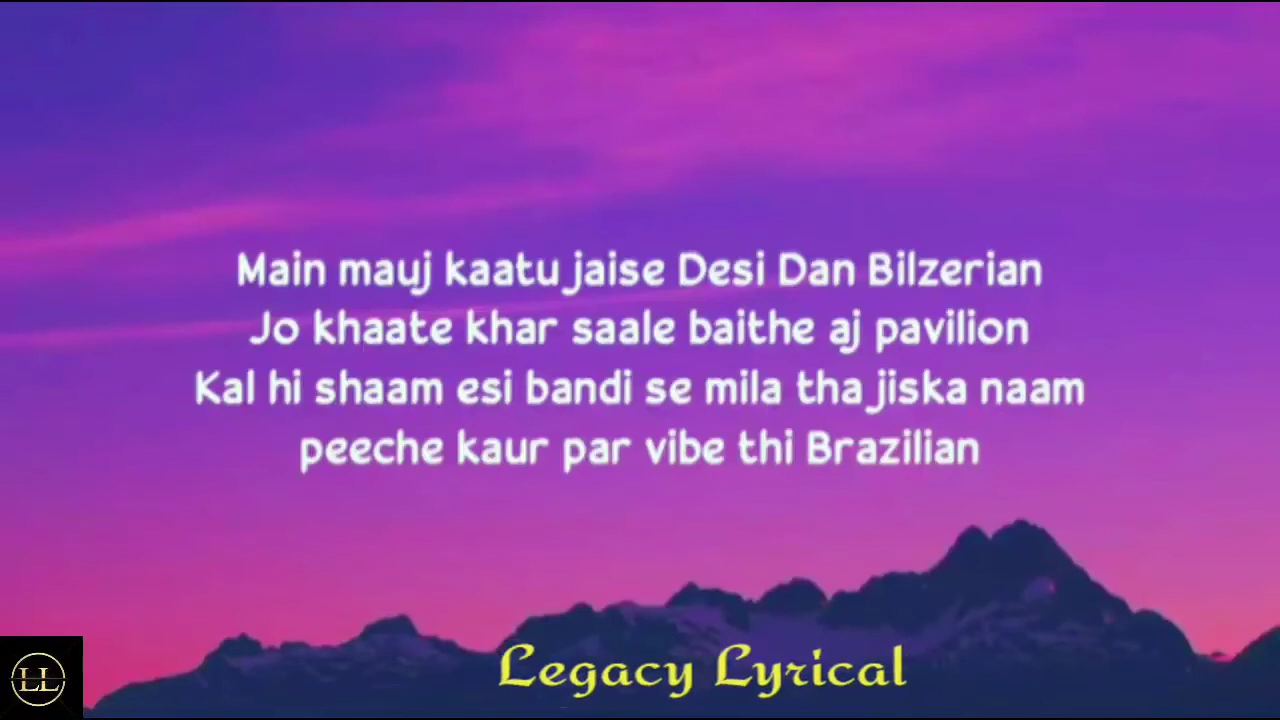 Main mauj kaatu jaise Desi Dan Bilzerian
Jo khaate khar saale baithe aj pavilion
Kal hi shaam esi bandi se mila tha jiska naam
peeche kaur par vibe thi Brazilian
Legacy Lyrical
LL